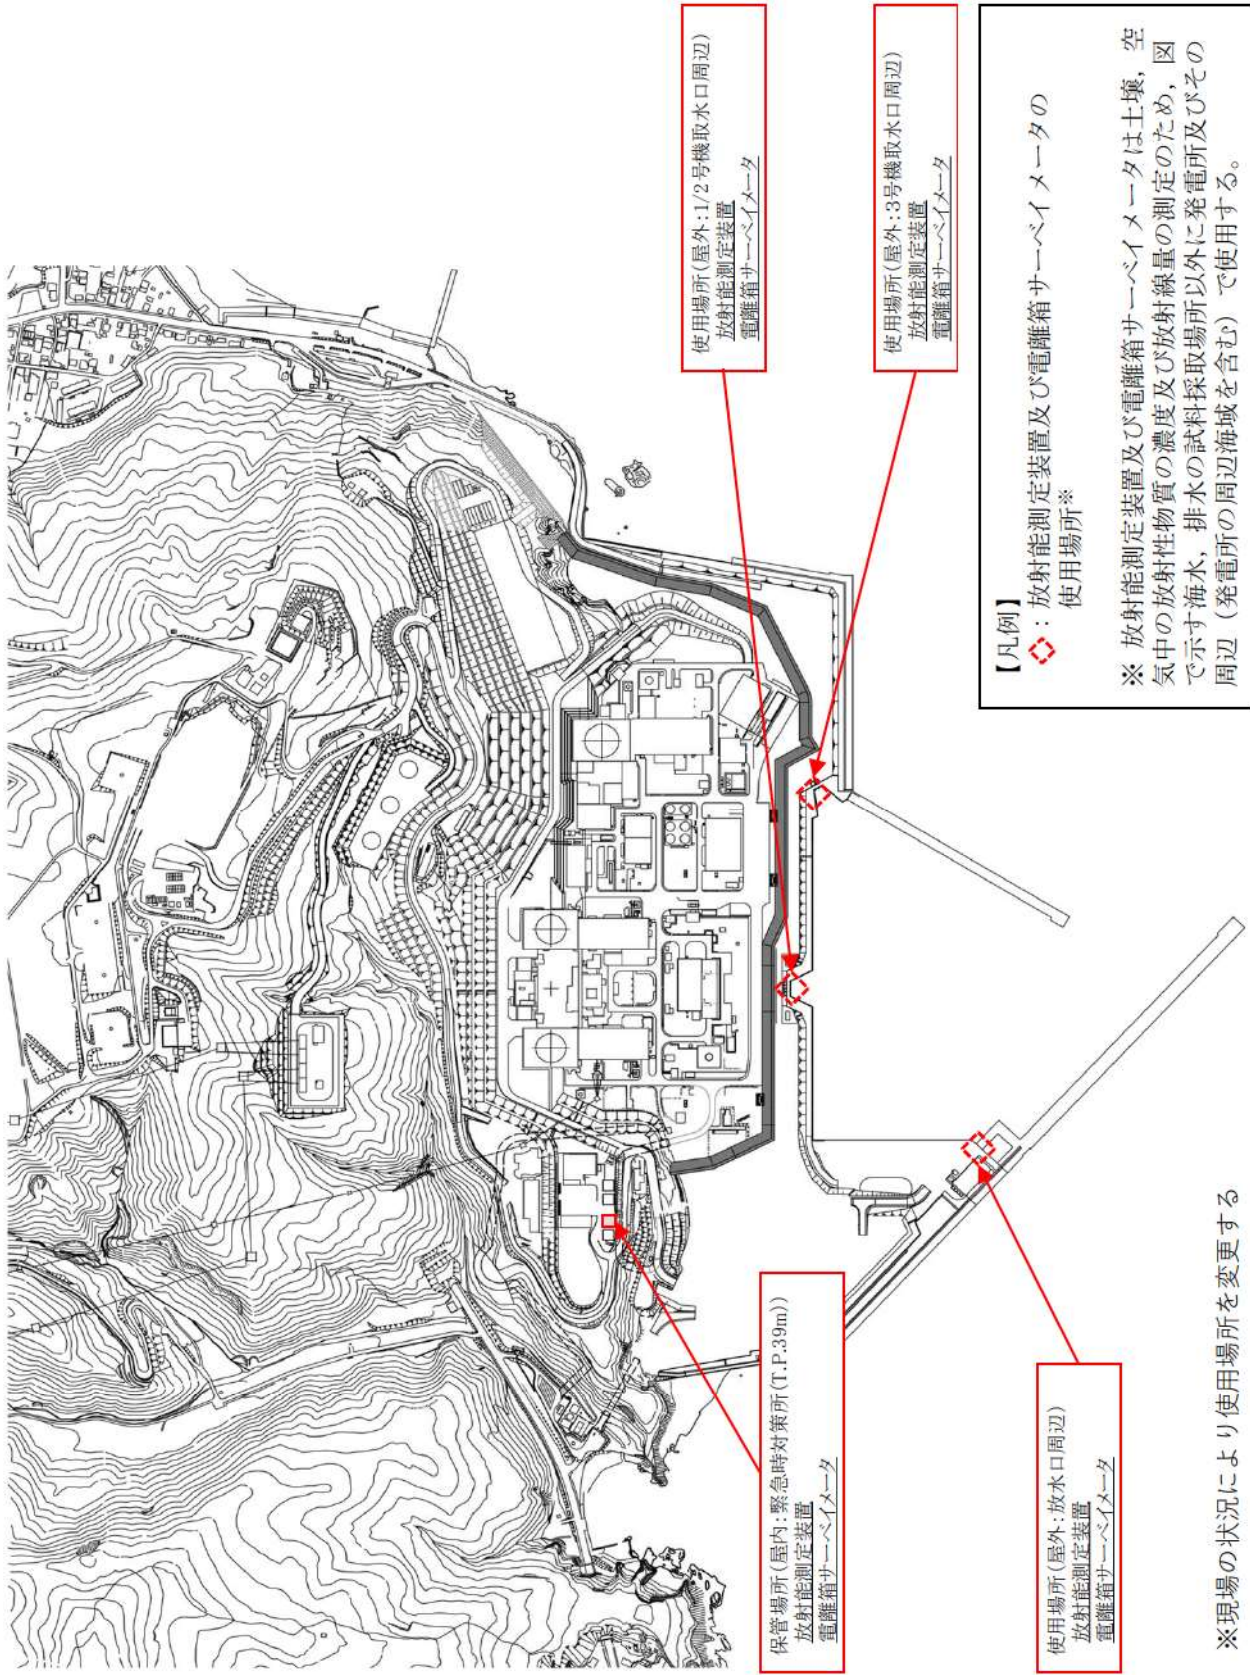 保管場所(屋内:緊急時対策所(T.P.39m))
放射能測定装置
電離箱サーベイメータ
使用場所(屋外:放水口周辺)
放射能測定装置
電離箱サーベイメータ
使用場所(屋外:1/2号機取水口周辺)
放射能測定装置
電離箱サーベイメータ
使用場所(屋外:3号機取水口周辺)
放射能測定装置
電離箱サーベイメータ
【凡例】
:放射能測定装置及び電離箱サーベイメータの
使用場所※
※ 放射能測定装置及び電離箱サーベイメータは土壌，空
気中の放射性物質の濃度及び放射線量の測定のため，図
で示す海水，排水の試料採取場所以外に発電所及びその
周辺（発電所の周辺海域を含む）で使用する。
※現場の状況により使用場所を変更する